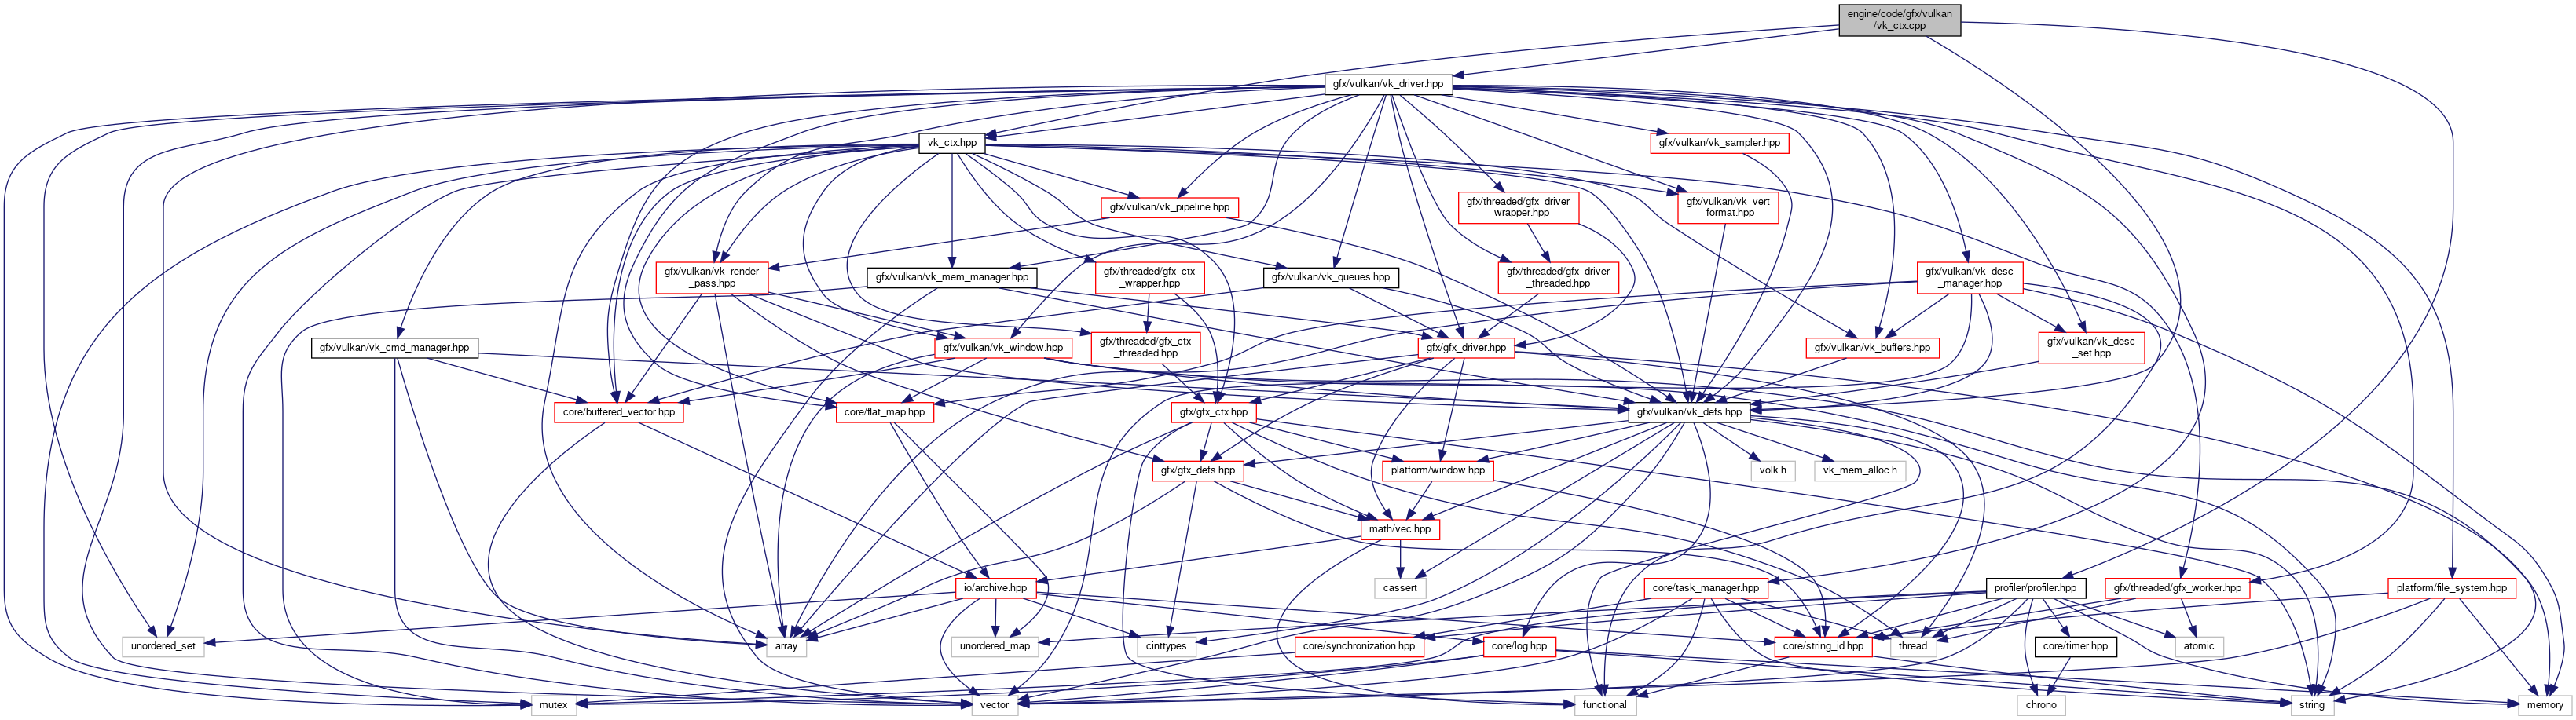 engine/code/gfx/vulkan
/vk_ctx.cpp
gfx/vulkan/vk_driver.hpp
vk_ctx.hpp
gfx/vulkan/vk_sampler.hpp
gfx/vulkan/vk_pipeline.hpp
gfx/threaded/gfx_driver
_wrapper.hpp
gfx/vulkan/vk_vert
_format.hpp
gfx/vulkan/vk_render
_pass.hpp
gfx/vulkan/vk_mem_manager.hpp
gfx/threaded/gfx_ctx
_wrapper.hpp
gfx/vulkan/vk_queues.hpp
gfx/threaded/gfx_driver
_threaded.hpp
gfx/vulkan/vk_desc
_manager.hpp
gfx/vulkan/vk_cmd_manager.hpp
gfx/vulkan/vk_window.hpp
gfx/threaded/gfx_ctx
_threaded.hpp
gfx/gfx_driver.hpp
gfx/vulkan/vk_buffers.hpp
gfx/vulkan/vk_desc
_set.hpp
core/buffered_vector.hpp
core/flat_map.hpp
gfx/gfx_ctx.hpp
gfx/vulkan/vk_defs.hpp
gfx/gfx_defs.hpp
platform/window.hpp
volk.h
vk_mem_alloc.h
math/vec.hpp
io/archive.hpp
cassert
core/task_manager.hpp
profiler/profiler.hpp
gfx/threaded/gfx_worker.hpp
platform/file_system.hpp
unordered_set
array
unordered_map
cinttypes
core/synchronization.hpp
core/log.hpp
core/string_id.hpp
thread
core/timer.hpp
atomic
mutex
vector
functional
chrono
string
memory